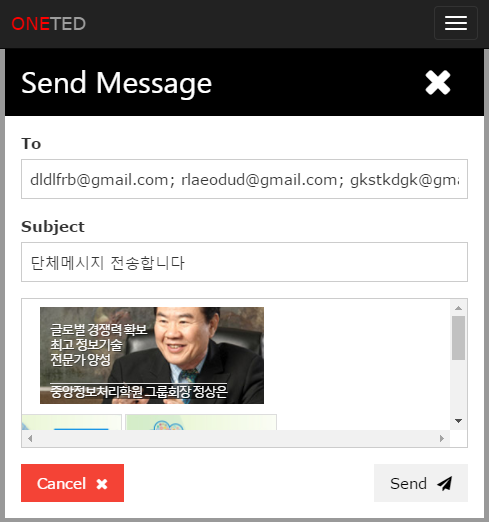 ONETED
Send Message
To
dldlfrb@gmail.com; rlaeodud@gmail.com; gkstkdgk@gma
Subject
단체메시지 전송합니다
글로벌 경쟁력 확보
최고 정보기술
전문가 양성
중앙정보처리학원 그룹회장 정상은
Cancel
Send